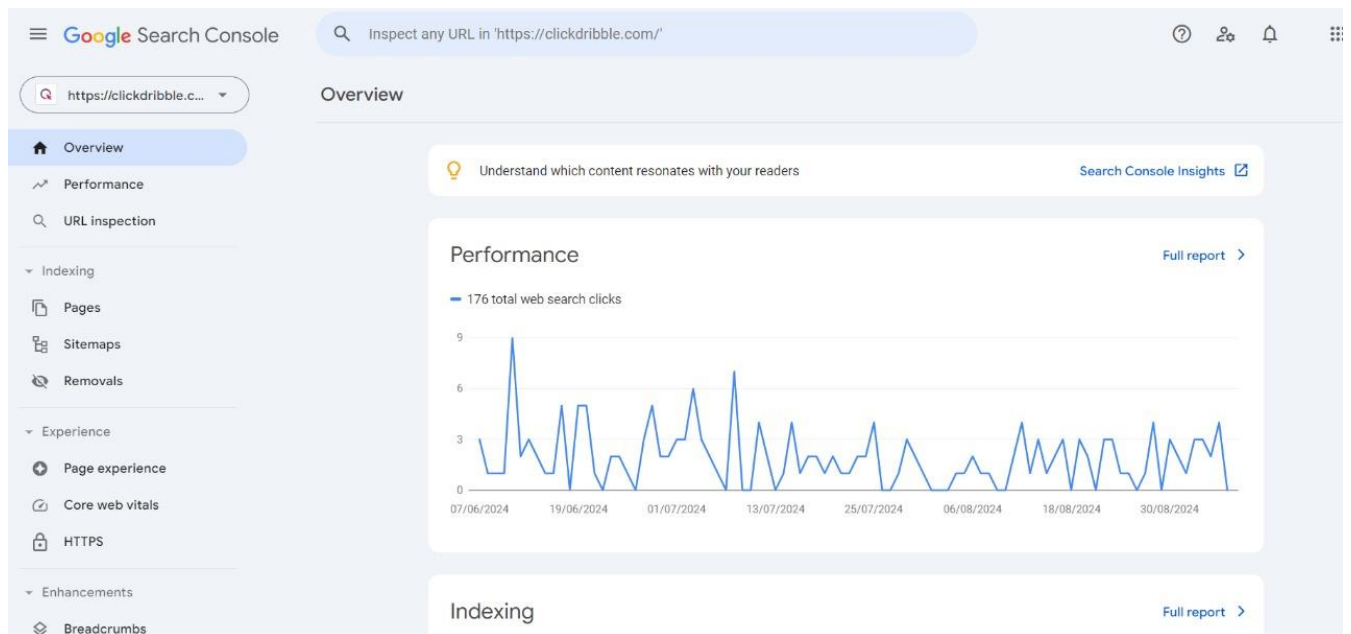 Google Search Console
Inspect any URL in 'https://clickdribble.com/'
https://clickdribble.c...
Overview
Overview
Performance
URL inspection
Indexing
Pages
Sitemaps
Removals
Experience
Page experience
Core web vitals
HTTPS
Enhancements
Breadcrumbs
Understand which content resonates with your readers
Search Console Insights
Performance
Full report
176 total web search clicks
9
6
3
0
07/06/2024 19/06/2024 01/07/2024 13/07/2024 25/07/2024 06/08/2024 18/08/2024 30/08/2024
Indexing
Full report